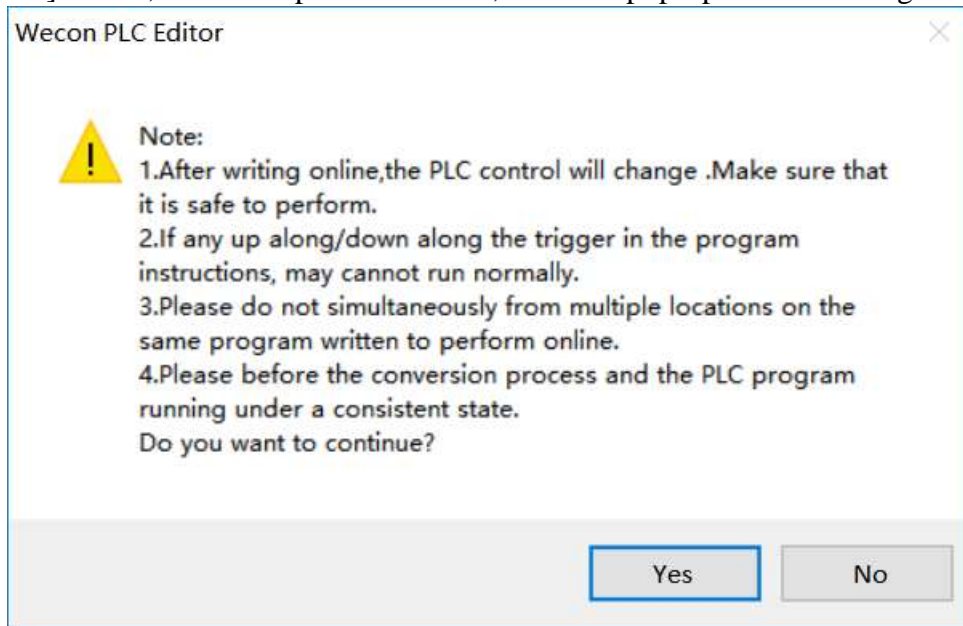 Wecon PLC Editor
Note:
1.After writing online,the PLC control will change .Make sure that
it is safe to perform.
2.If any up along/down along the trigger in the program
instructions, may cannot run normally.
3.Please do not simultaneously from multiple locations on the
same program written to perform online.
4.Please before the conversion process and the PLC program
running under a consistent state.
Do you want to continue?
Yes
No